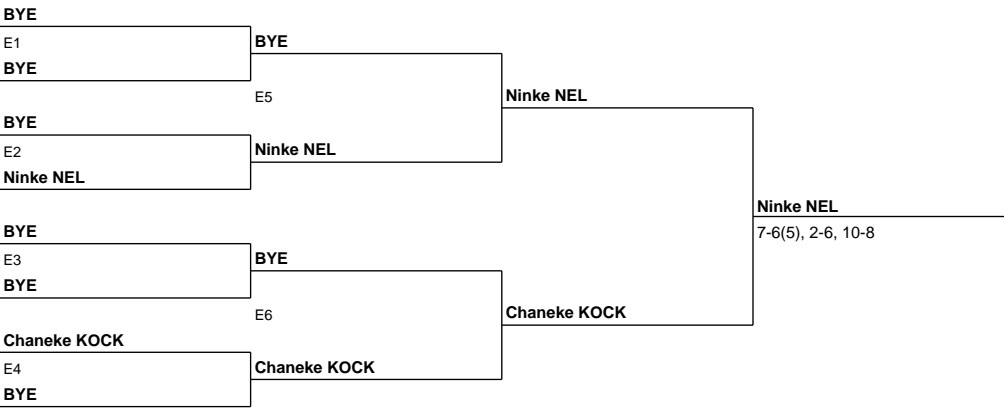 BYE
E1
BYE
BYE
E5
Ninke NEL
BYE
E2
Ninke NEL
Ninke NEL
Ninke NEL
7-6(5), 2-6, 10-8
BYE
E3
BYE
BYE
E6
Chaneke KOCK
Chaneke KOCK
E4
Chaneke KOCK
BYE